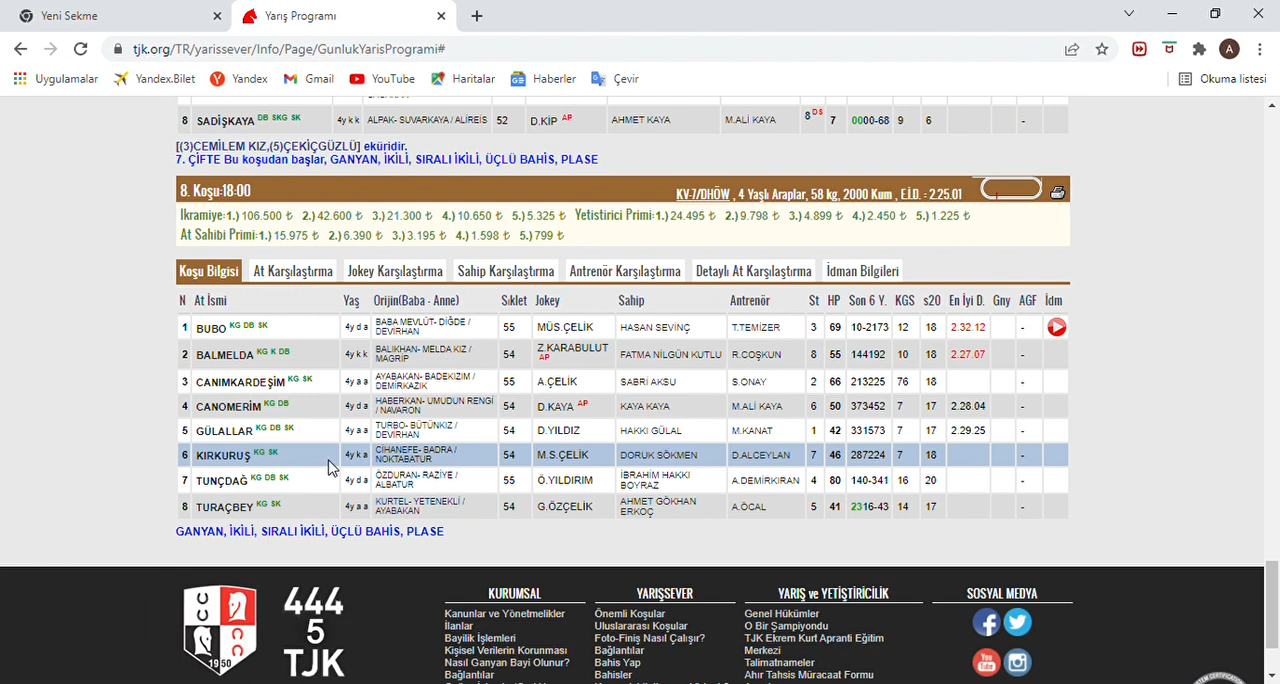 Yeni Sekme
Yarış Programı
tjk.org/TR/yarissever/Info/Page/GunlukYarisProgrami#
A
Uygulamalar Yandex.Bilet Yandex Gmail YouTube Haritalar Haberler Çevir Okuma listesi
8 SADİŞKAYA DB SKG SK 4y k k ALPAK- SUVARKAYA / ALİREİS 52 D.KİP AP AHMET KAYA M.ALİ KAYA 8 DS 7 0000-68 9 6 -
[(3)CEMİLEM KIZ,(5)ÇEKİÇGÜZLÜ] eküridir.
7. ÇİFTE Bu koşudan başlar, GANYAN, İKİLİ, SIRALI İKİLİ, ÜÇLÜ BAHİS, PLASE
8. Koşu:18:00 KV-7/DHÖW , 4 Yaşlı Araplar, 58 kg, 2000 Kum , E.İ.D. : 2.25.01
Ikramiye:1.) 106.500 ₺ 2.) 42.600 ₺ 3.) 21.300 ₺ 4.) 10.650 ₺ 5.) 5.325 ₺ Yetistirici Primi:1.) 24.495 ₺ 2.) 9.798 ₺ 3.) 4.899 ₺ 4.) 2.450 ₺ 5.) 1.225 ₺
At Sahibi Primi:1.) 15.975 ₺ 2.) 6.390 ₺ 3.) 3.195 ₺ 4.) 1.598 ₺ 5.) 799 ₺
Koşu Bilgisi At Karşılaştırma Jokey Karşılaştırma Sahip Karşılaştırma Antrenör Karşılaştırma Detaylı At Karşılaştırma İdman Bilgileri
N At İsmi Yaş Orijin(Baba - Anne) Sıklet Jokey Sahip Antrenör St HP Son 6 Y. KGS s20 En İyi D. Gny AGF İdm
1 BUBO KG DB SK 4y d a BABA MEVLÜT- DİĞDE / DEVİRHAN 55 MÜS.ÇELİK HASAN SEVİNÇ T.TEMİZER 3 69 10-2173 12 18 2.32.12 -
2 BALMELDA KG K DB 4y k k BALIKHAN- MELDA KIZ / MAGRİP 54 Z.KARABULUT AP FATMA NİLGÜN KUTLU R.COŞKUN 8 55 144192 10 18 2.27.07 -
3 CANIMKARDEŞİM KG SK 4y a a AYABAKAN- BADEKIZIM / DEMİRKAZIK 55 A.ÇELİK SABRİ AKSU S.ONAY 2 66 213225 76 18 -
4 CANOMERİM KG DB 4y d a HABERKAN- UMUDUN RENGİ / NAVARON 54 D.KAYA AP KAYA KAYA M.ALİ KAYA 6 50 373452 7 17 2.28.04 -
5 GÜLALLAR KG DB SK 4y a a TURBO- BÜTÜNKIZ / DEVİRHAN 54 D.YILDIZ HAKKI GÜLAL M.KANAT 1 42 331573 7 17 2.29.25 -
6 KIRKURUŞ KG SK 4y k a CİHANEFE- BADRA / NOKTABATUR 54 M.S.ÇELİK DORUK SÖKMEN D.ALCEYLAN 7 46 287224 7 18 -
7 TUNÇDAĞ KG DB SK 4y d a ÖZDURAN- RAZİYE / ALBATUR 55 Ö.YILDIRIM İBRAHİM HAKKI BOYRAZ A.DEMİRKIRAN 4 80 140-341 16 20 -
8 TURAÇBEY KG SK 4y a a KURTEL- YETENEKLİ / AYABAKAN 54 G.ÖZÇELİK AHMET GÖKHAN ERKOÇ A.ÖCAL 5 41 2316-43 14 17 -
GANYAN, İKİLİ, SIRALI İKİLİ, ÜÇLÜ BAHİS, PLASE
1950
444
5
TJK
KURUMSAL
Kanunlar ve Yönetmelikler
İlanlar
Bayilik İşlemleri
Kişisel Verilerin Korunması
Nasıl Ganyan Bayi Olunur?
Bağlantılar
YARIŞSEVER
Önemli Koşular
Uluslararası Koşular
Foto-Finiş Nasıl Çalışır?
Bağlantılar
Bahis Yap
Bahisler
YARIŞ ve YETİŞTİRİCİLİK
Genel Hükümler
O Bir Şampiyondu
TJK Ekrem Kurt Apranti Eğitim
Merkezi
Talimatnameler
Ahır Tahsis Müracaat Formu
SOSYAL MEDYA
You
Tube